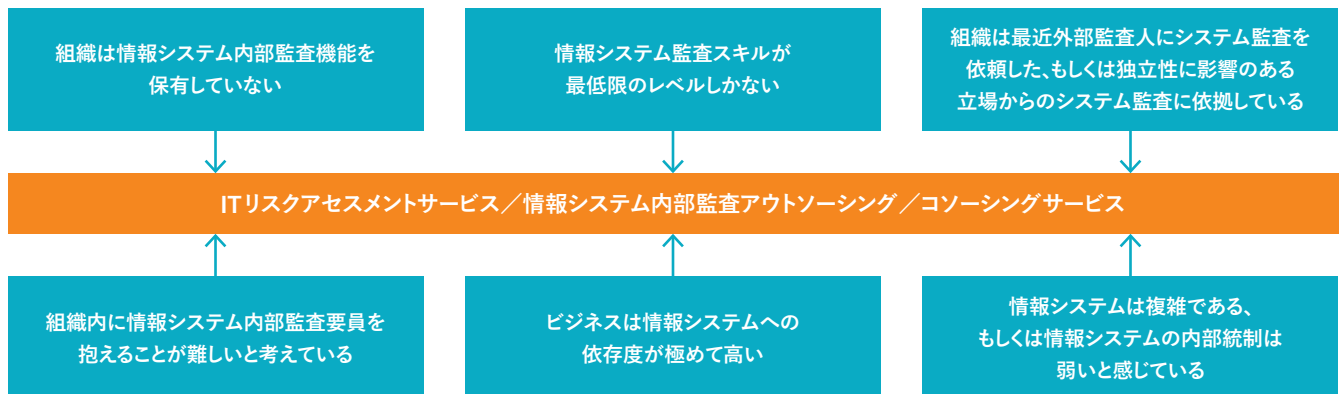 組織は情報システム内部監査機能を
保有していない
情報システム監査スキルが
最低限のレベルしかない
組織は最近外部監査人にシステム監査を
依頼した、もしくは独立性に影響のある
立場からのシステム監査に依拠している
ITリスクアセスメントサービス／情報システム内部監査アウトソーシング／コソーシングサービス
組織内に情報システム内部監査要員を
抱えることが難しいと考えている
ビジネスは情報システムへの
依存度が極めて高い
情報システムは複雑である、
もしくは情報システムの内部統制は
弱いと感じている